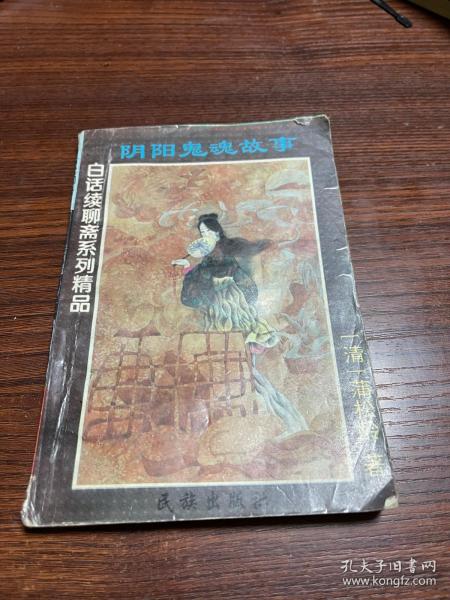 阴阳鬼魂故事
白话续聊斋系列精品
［清］蒲松龄 著
民族出版社
孔夫子旧书网
www.kongfz.com